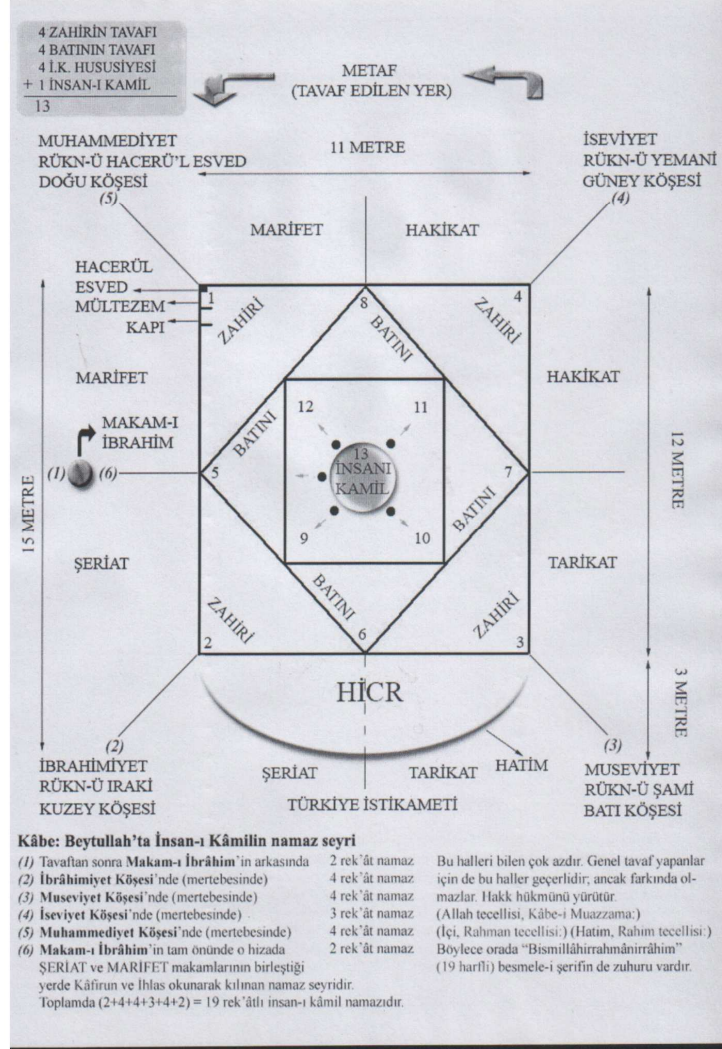 4 ZAHİRİN TAVAFI
4 BATININ TAVAFI
4 İ.K. HUSUSİYESİ
+ 1 İNSAN-I KAMİL
13
METAF
(TAVAF EDİLEN YER)
MUHAMMEDİYET
RÜKN-Ü HACERÜ'L ESVED
DOĞU KÖŞESİ
(5)
11 METRE
İSEVİYET
RÜKN-Ü YEMANİ
GÜNEY KÖŞESİ
(4)
MARİFET
HAKİKAT
HACERÜL
ESVED
MÜLTEZEM
KAPI
1
ZAHİRİ
8
BATINI
ZAHİRİ
4
MARİFET
HAKİKAT
MAKAM-I
İBRAHİM
(1)
(6)
BATINI
12
11
5
13
İNSANI
KAMİL
7
BATINI
9
10
15 METRE
12 METRE
ŞERİAT
TARİKAT
ZAHİRİ
BATINI
ZAHİRİ
2
6
3
HİCR
3 METRE
(2)
İBRAHİMİYET
RÜKN-Ü IRAKİ
KUZEY KÖŞESİ
ŞERİAT
TARİKAT
HATİM
TÜRKİYE İSTİKAMETİ
(3)
MUSEVİYET
RÜKN-Ü ŞAMİ
BATI KÖŞESİ
Kâbe: Beytullah'ta İnsan-ı Kâmilin namaz seyri
(1) Tavaftan sonra Makam-ı İbrâhim'in arkasında 2 rek'ât namaz
(2) İbrâhimiyet Köşesi'nde (mertebesinde) 4 rek'ât namaz
(3) Museviyet Köşesi'nde (mertebesinde) 4 rek'ât namaz
(4) İseviyet Köşesi'nde (mertebesinde) 3 rek'ât namaz
(5) Muhammediyet Köşesi'nde (mertebesinde) 4 rek'ât namaz
(6) Makam-ı İbrâhim'in tam önünde o hizada 2 rek'ât namaz
ŞERİAT ve MARİFET makamlarının birleştiği
yerde Kâfirun ve İhlas okunarak kılınan namaz seyridir.
Toplamda (2+4+4+3+4+2) = 19 rek'âtlı insan-ı kâmil namazıdır.
Bu halleri bilen çok azdır. Genel tavaf yapanlar
için de bu haller geçerlidir; ancak farkında ol-
mazlar. Hakk hükmünü yürütür.
(Allah tecellisi, Kâbe-i Muazzama:)
(İçi, Rahman tecellisi:) (Hatim, Rahim tecellisi:)
Böylece orada "Bismillâhirrahmânirrâhim"
(19 harfli) besmele-i şerifin de zuhuru vardır.